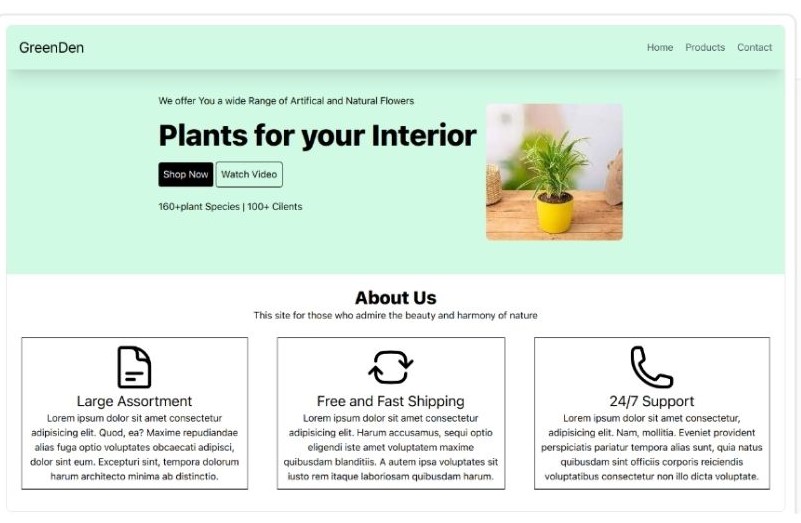 GreenDen
Home Products Contact
We offer You a wide Range of Artifical and Natural Flowers
Plants for your Interior
Shop Now Watch Video
160+plant Species | 100+ Cilents
About Us
This site for those who admire the beauty and harmony of nature
Large Assortment
Lorem ipsum dolor sit amet consectetur
adipisicing elit. Quod, ea? Maxime repudiandae
alias fuga optio voluptates obcaecati adipisci,
dolor sint eum. Excepturi sint, tempora dolorum
harum architecto minima ab distinctio.
Free and Fast Shipping
Lorem ipsum dolor sit amet consectetur
adipisicing elit. Harum accusamus, sequi optio
eligendi iste amet voluptatem maxime
quibusdam blanditiis. A autem ipsa voluptates sit
iusto rem itaque laboriosam quibusdam harum.
24/7 Support
Lorem ipsum dolor sit amet consectetur,
adipisicing elit. Nam, mollitia. Eveniet provident
perspiciatis pariatur tempora alias sunt, quia natus
quibusdam sint officiis corporis reiciendis
voluptatibus consectetur non illo dicta voluptate.